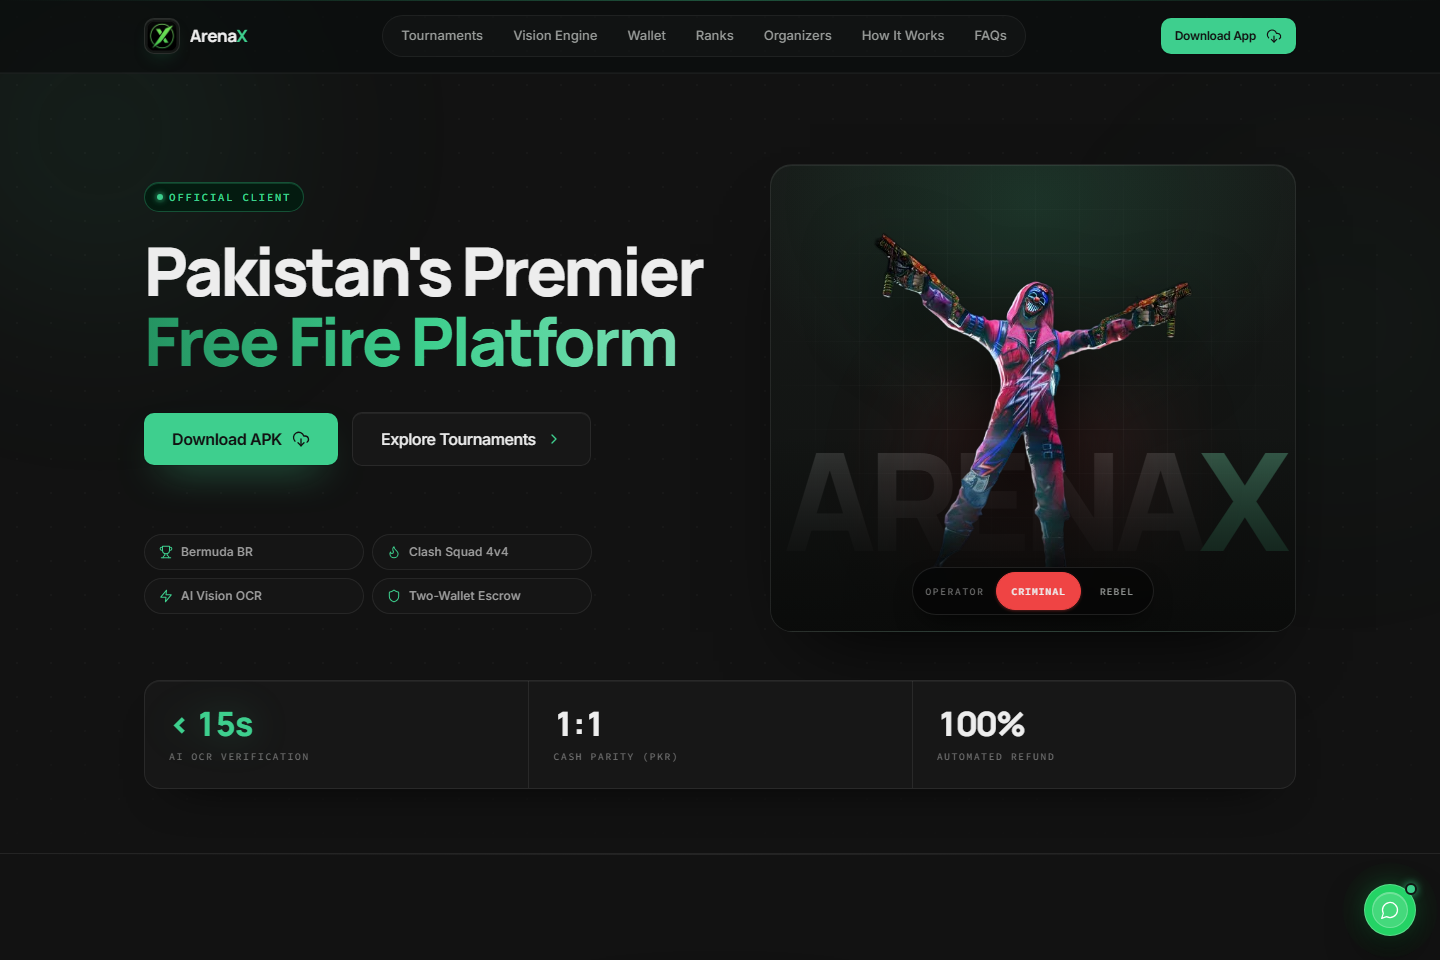 ArenaX
Tournaments
Vision Engine
Wallet
Ranks
Organizers
How It Works
FAQs
Download App
OFFICIAL CLIENT
Pakistan's Premier
Free Fire Platform
Download APK
Explore Tournaments
Bermuda BR
Clash Squad 4v4
AI Vision OCR
Two-Wallet Escrow
ARENAX
OPERATOR
CRIMINAL
REBEL
< 15s
AI OCR VERIFICATION
1:1
CASH PARITY (PKR)
100%
AUTOMATED REFUND